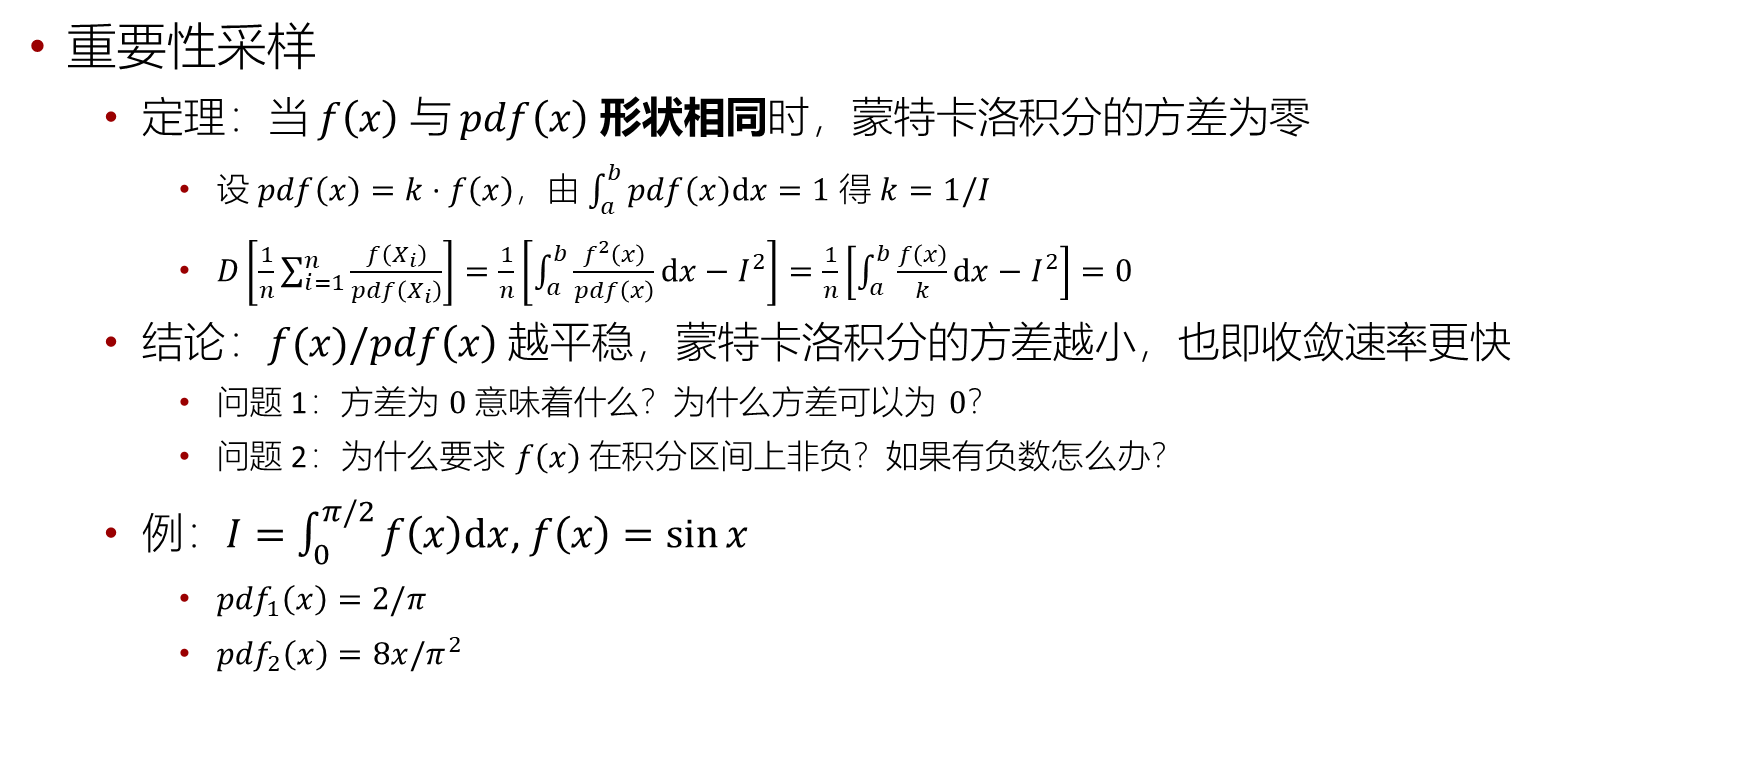 • 重要性采样
• 定理：当 f(x) 与 pdf(x) 形状相同时，蒙特卡洛积分的方差为零
• 设 pdf(x) = k · f(x)，由 ∫_a^b pdf(x)dx = 1 得 k = 1/I
• D[1/n ∑_{i=1}^n f(X_i)/pdf(X_i)] = 1/n [∫_a^b f²(x)/pdf(x) dx − I²] = 1/n [∫_a^b f(x)/k dx − I²] = 0
• 结论：f(x)/pdf(x) 越平稳，蒙特卡洛积分的方差越小，也即收敛速率更快
• 问题 1：方差为 0 意味着什么？为什么方差可以为 0？
• 问题 2：为什么要求 f(x) 在积分区间上非负？如果有负数怎么办？
• 例：I = ∫_0^{π/2} f(x)dx, f(x) = sin x
• pdf₁(x) = 2/π
• pdf₂(x) = 8x/π²